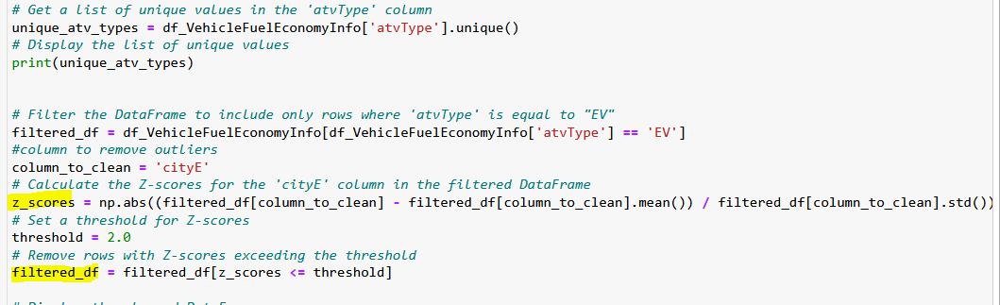 # Get a list of unique values in the 'atvType' column
unique_atv_types = df_VehicleFuelEconomyInfo['atvType'].unique()
# Display the list of unique values
print(unique_atv_types)
# Filter the DataFrame to include only rows where 'atvType' is equal to "EV"
filtered_df = df_VehicleFuelEconomyInfo[df_VehicleFuelEconomyInfo['atvType'] == 'EV']
#column to remove outliers
column_to_clean = 'cityE'
# Calculate the Z-scores for the 'cityE' column in the filtered DataFrame
z_scores = np.abs((filtered_df[column_to_clean] - filtered_df[column_to_clean].mean()) / filtered_df[column_to_clean].std())
# Set a threshold for Z-scores
threshold = 2.0
# Remove rows with Z-scores exceeding the threshold
filtered_df = filtered_df[z_scores <= threshold]